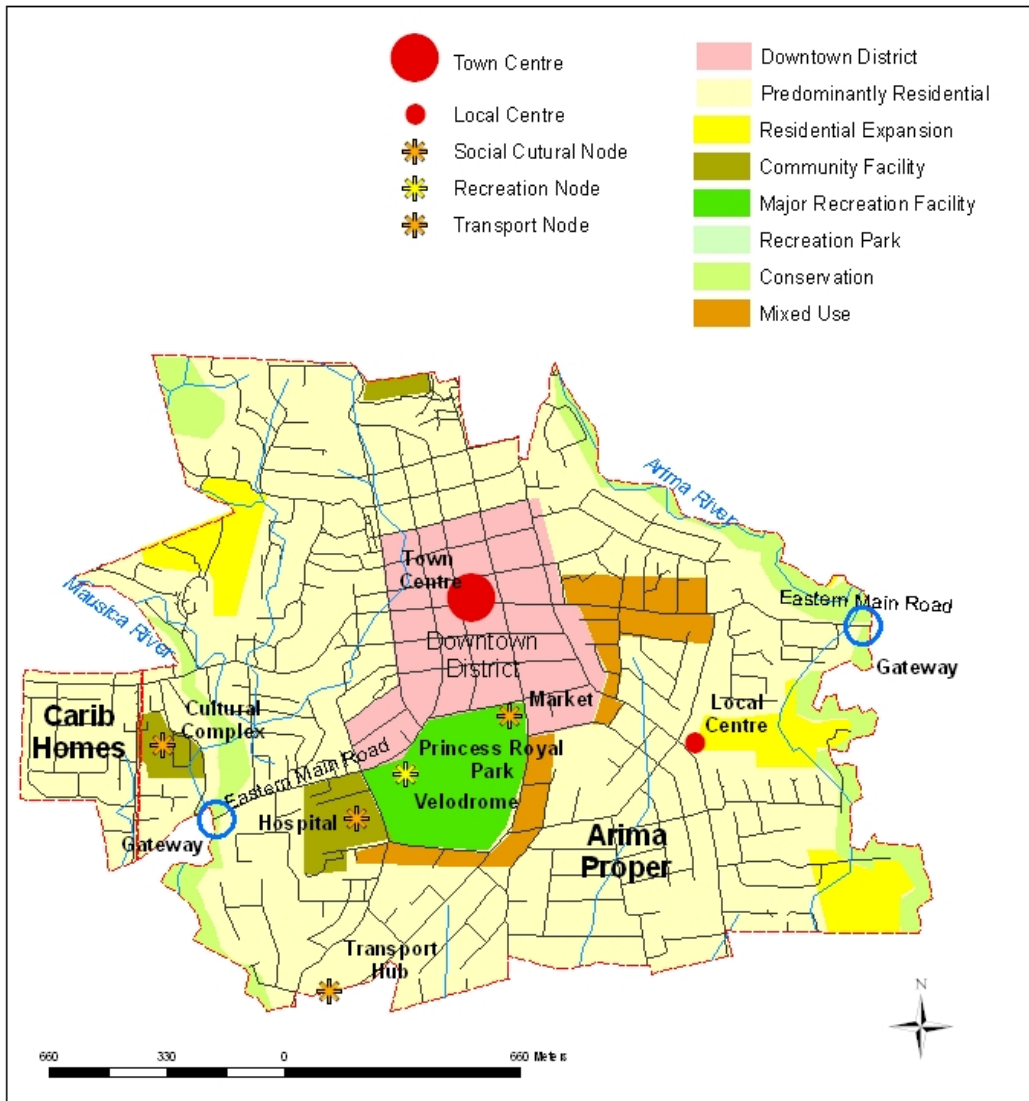 Town Centre
Local Centre
Social Cutural Node
Recreation Node
Transport Node
Downtown District
Predominantly Residential
Residential Expansion
Community Facility
Major Recreation Facility
Recreation Park
Conservation
Mixed Use
Arima River
Town
Centre
Mausica River
Eastern Main Road
Downtown
District
Gateway
Market
Local
Centre
Carib
Homes
Cultural
Complex
Eastern Main Road
Princess Royal
Park
Velodrome
Hospital
Gateway
Arima
Proper
Transport
Hub
N
660 330 0 660 Meters